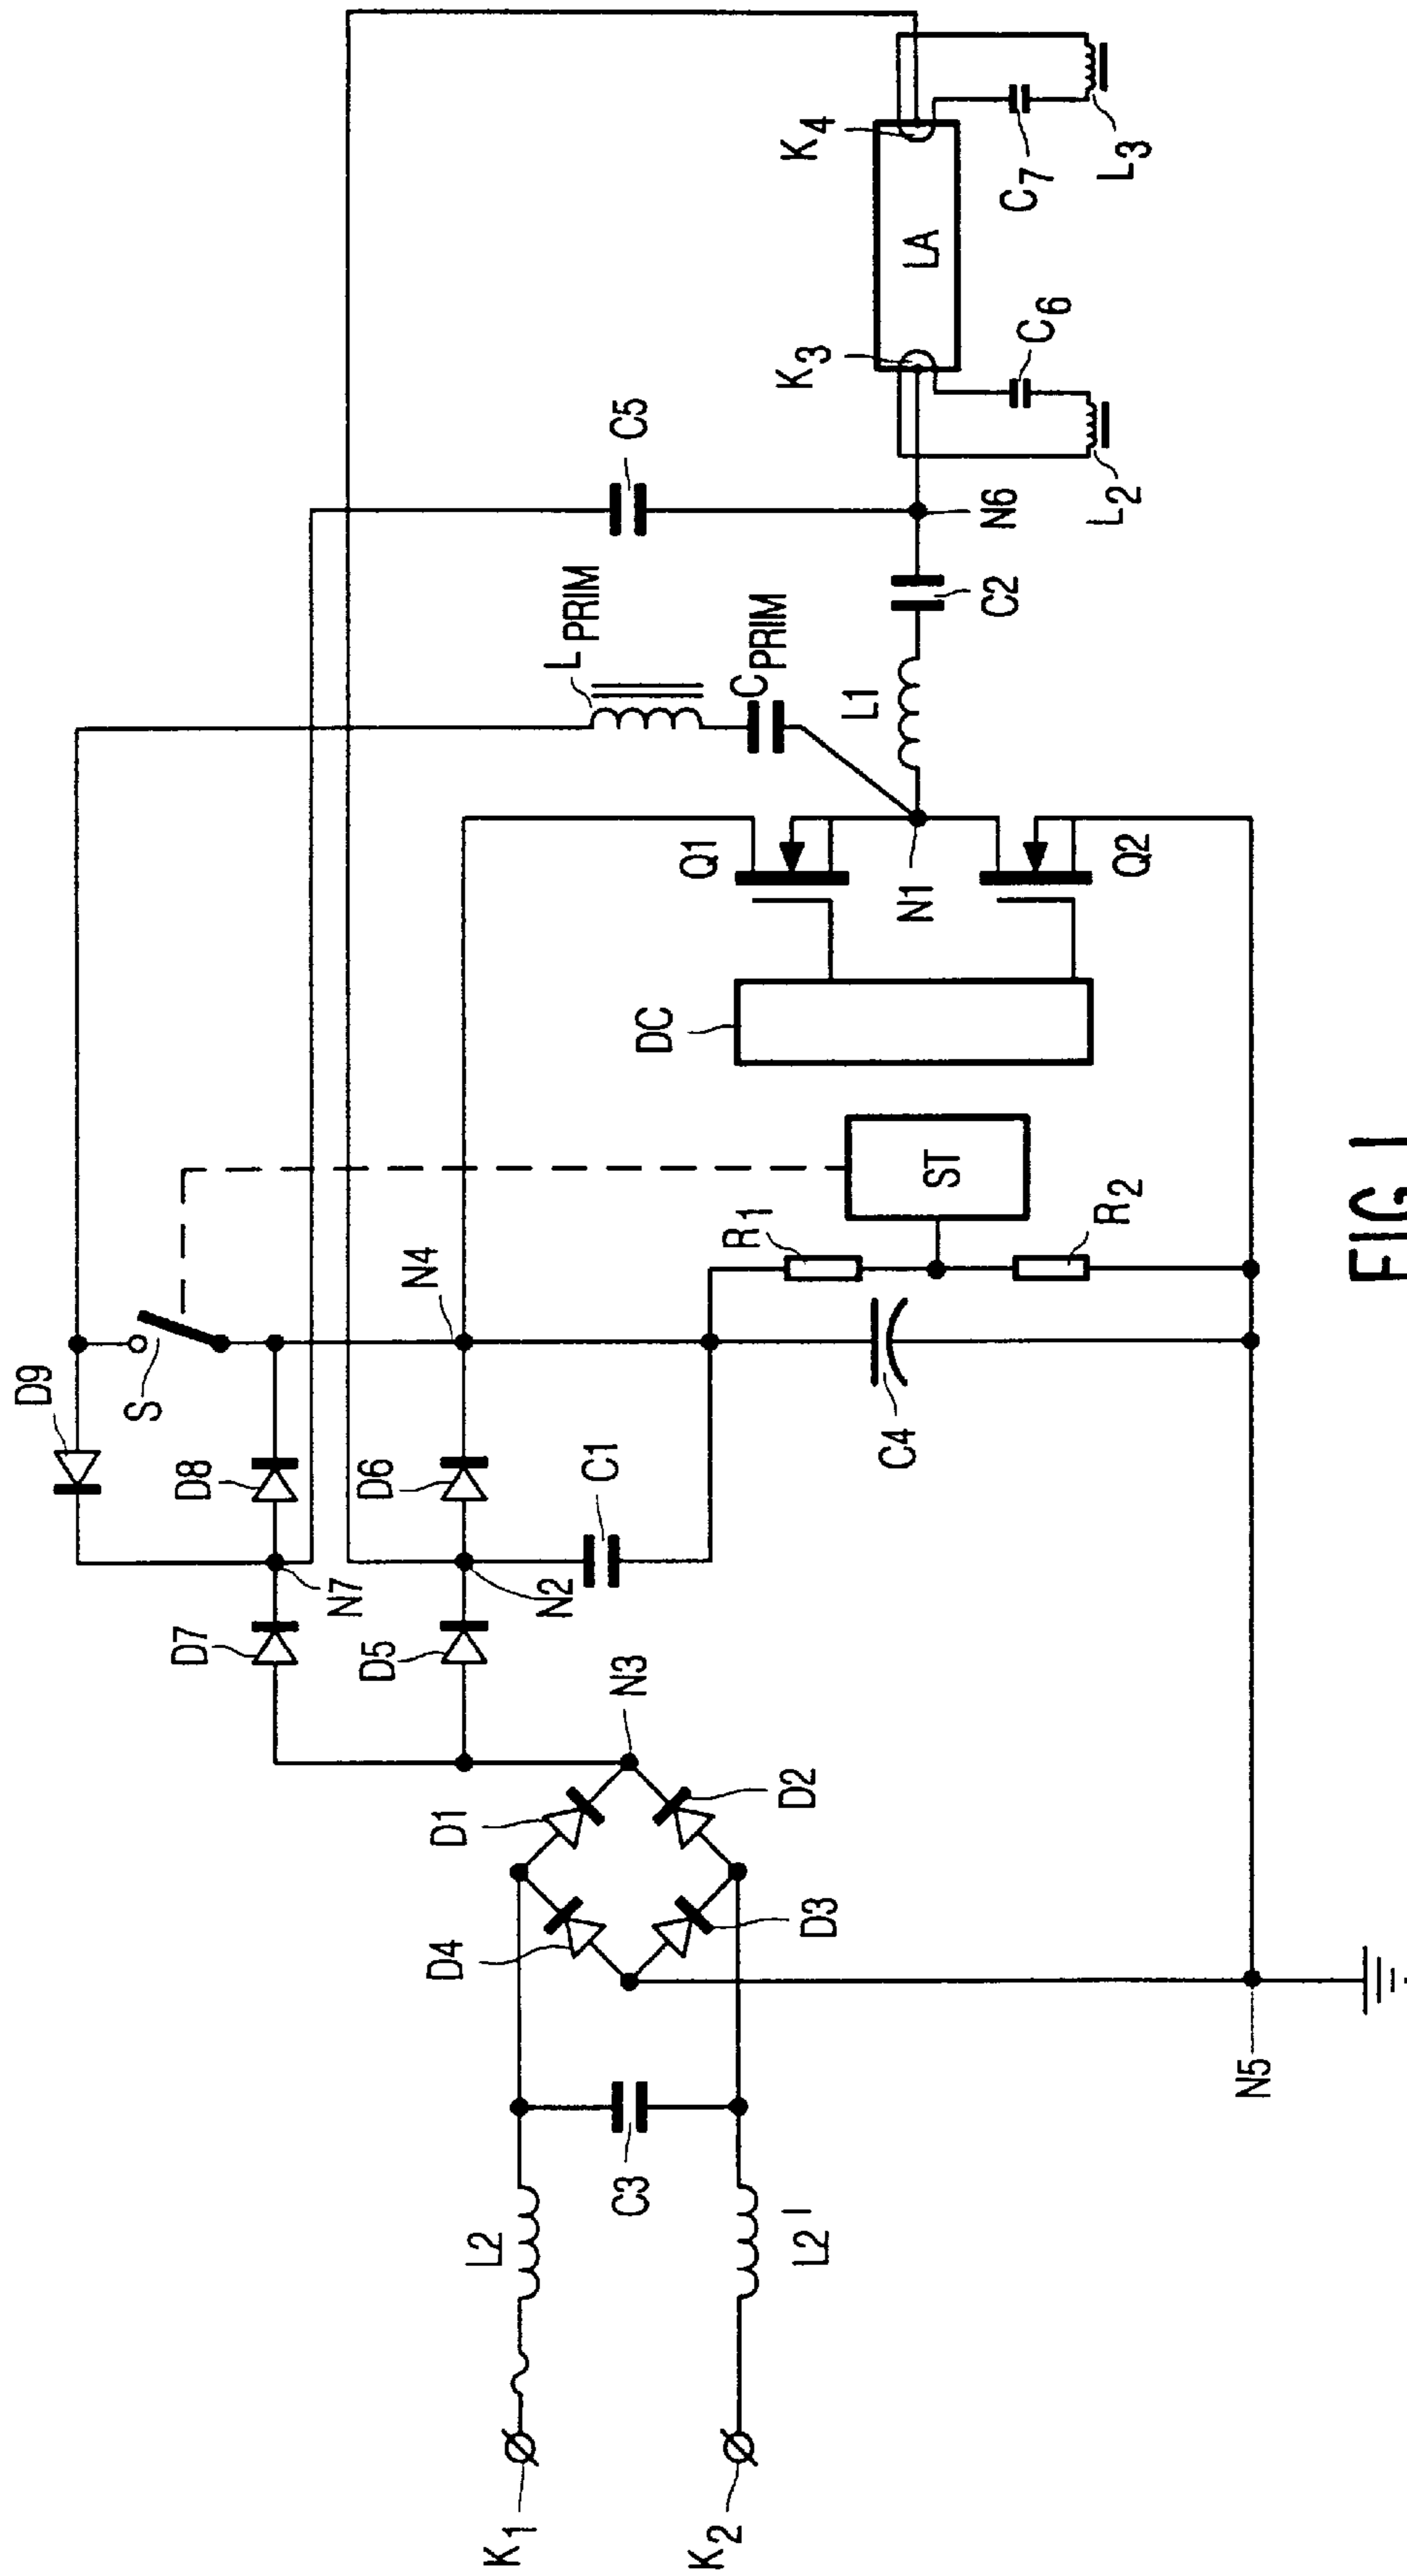 D9
S
D7
N7
D8
N4
D5
N2
D6
C1
N3
D1
D2
D4
D3
L2
C3
L2'
K1
K2
N5
C4
R1
R2
ST
DC
Q1
N1
Q2
LPRIM
CPRIM
L1
C2
C5
N6
K3
LA
K4
C6
L2
C7
L3
FIG. 1